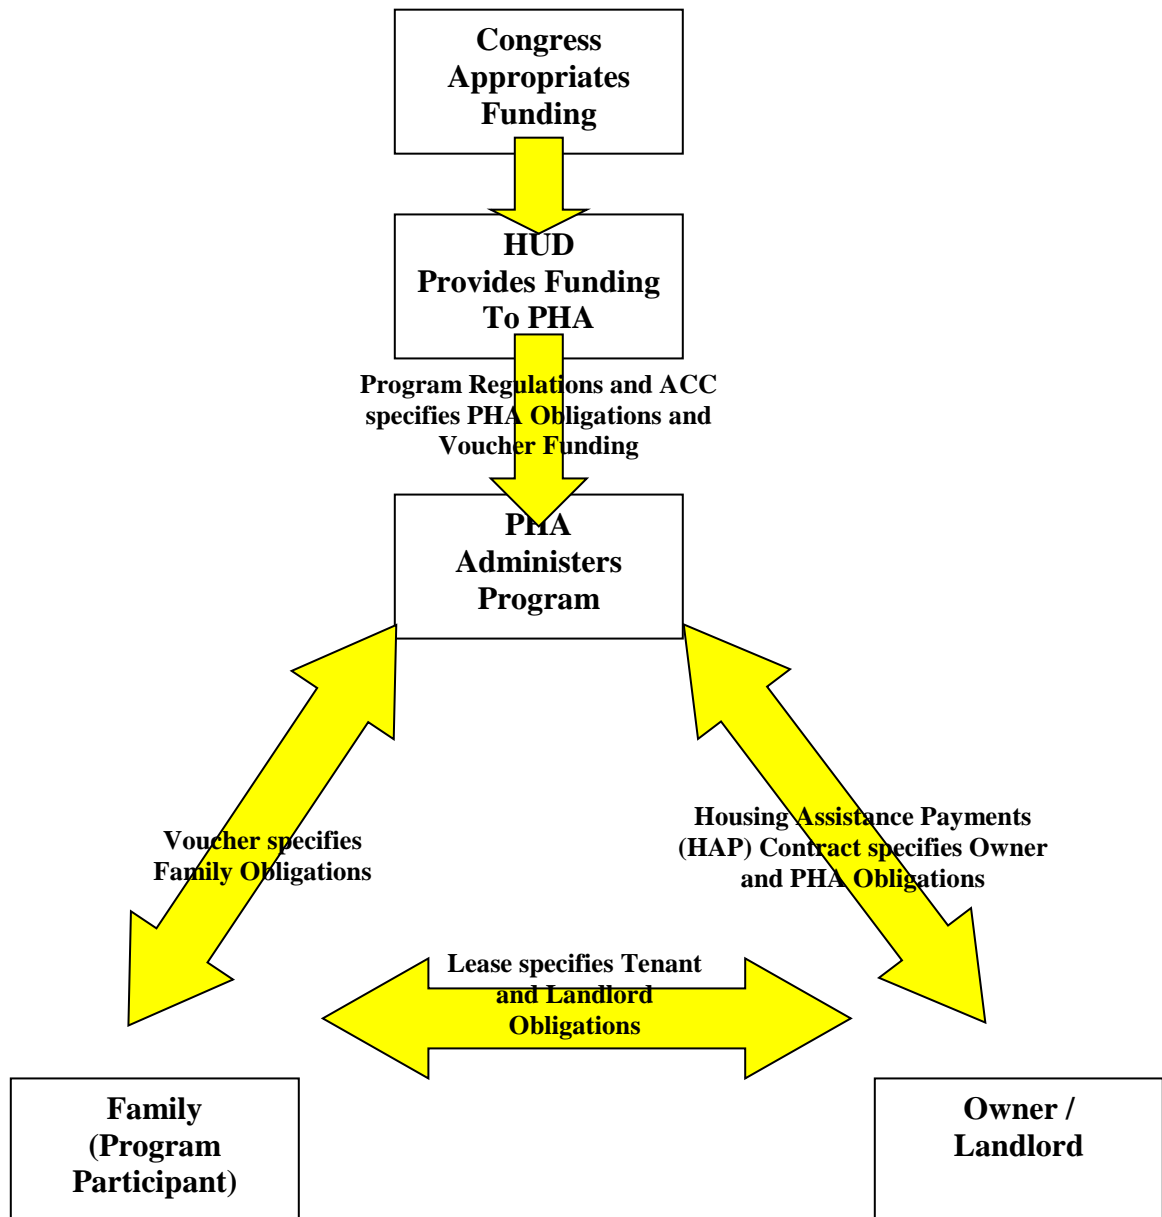 Congress
Appropriates
Funding
HUD
Provides Funding
To PHA
Program Regulations and ACC
specifies PHA Obligations and
Voucher Funding
PHA
Administers
Program
Voucher specifies
Family Obligations
Housing Assistance Payments
(HAP) Contract specifies Owner
and PHA Obligations
Lease specifies Tenant
and Landlord
Obligations
Family
(Program
Participant)
Owner /
Landlord